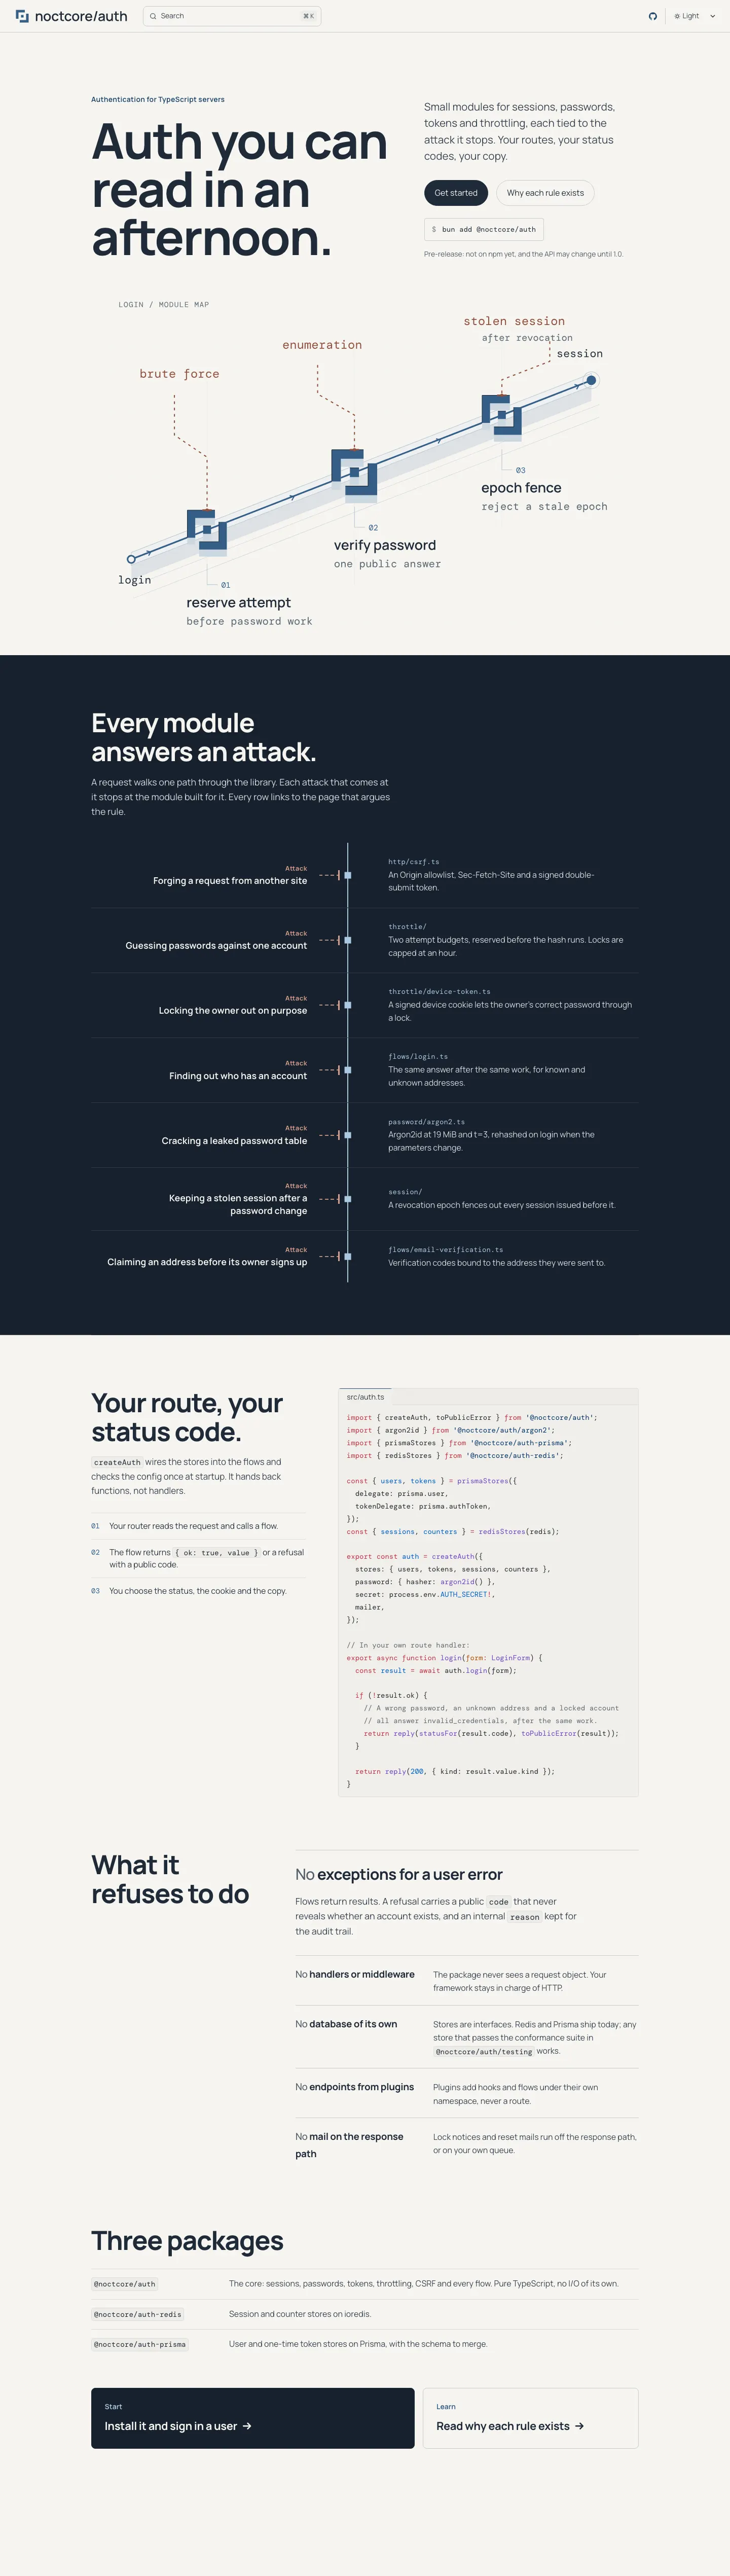 noctcore/auth
Search
⌘ K
Light
Authentication for TypeScript servers
Auth you can
read in an
afternoon.
Small modules for sessions, passwords,
tokens and throttling, each tied to the
attack it stops. Your routes, your status
codes, your copy.
Get started
Why each rule exists
$ bun add @noctcore/auth
Pre-release: not on npm yet, and the API may change until 1.0.
LOGIN / MODULE MAP
brute force
enumeration
stolen session
after revocation
session
login
01
reserve attempt
before password work
02
verify password
one public answer
03
epoch fence
reject a stale epoch
Every module
answers an attack.
A request walks one path through the library. Each attack that comes at
it stops at the module built for it. Every row links to the page that argues
the rule.
Attack
Forging a request from another site
http/csrf.ts
An Origin allowlist, Sec-Fetch-Site and a signed double-
submit token.
Attack
Guessing passwords against one account
throttle/
Two attempt budgets, reserved before the hash runs. Locks are
capped at an hour.
Attack
Locking the owner out on purpose
throttle/device-token.ts
A signed device cookie lets the owner's correct password through
a lock.
Attack
Finding out who has an account
flows/login.ts
The same answer after the same work, for known and
unknown addresses.
Attack
Cracking a leaked password table
password/argon2.ts
Argon2id at 19 MiB and t=3, rehashed on login when the
parameters change.
Attack
Keeping a stolen session after a
password change
session/
A revocation epoch fences out every session issued before it.
Attack
Claiming an address before its owner signs up
flows/email-verification.ts
Verification codes bound to the address they were sent to.
Your route, your
status code.
createAuth wires the stores into the flows and
checks the config once at startup. It hands back
functions, not handlers.
01 Your router reads the request and calls a flow.
02 The flow returns { ok: true, value } or a refusal
with a public code.
03 You choose the status, the cookie and the copy.
src/auth.ts
import { createAuth, toPublicError } from '@noctcore/auth';
import { argon2id } from '@noctcore/auth/argon2';
import { prismaStores } from '@noctcore/auth-prisma';
import { redisStores } from '@noctcore/auth-redis';
const { users, tokens } = prismaStores({
delegate: prisma.user,
tokenDelegate: prisma.authToken,
});
const { sessions, counters } = redisStores(redis);
export const auth = createAuth({
stores: { users, tokens, sessions, counters },
password: { hasher: argon2id() },
secret: process.env.AUTH_SECRET!,
mailer,
});
// In your own route handler:
export async function login(form: LoginForm) {
const result = await auth.login(form);
if (!result.ok) {
// A wrong password, an unknown address and a locked account
// all answer invalid_credentials, after the same work.
return reply(statusFor(result.code), toPublicError(result));
}
return reply(200, { kind: result.value.kind });
}
What it
refuses to do
No exceptions for a user error
Flows return results. A refusal carries a public code that never
reveals whether an account exists, and an internal reason kept for
the audit trail.
No handlers or middleware
The package never sees a request object. Your
framework stays in charge of HTTP.
No database of its own
Stores are interfaces. Redis and Prisma ship today; any
store that passes the conformance suite in
@noctcore/auth/testing works.
No endpoints from plugins
Plugins add hooks and flows under their own
namespace, never a route.
No mail on the response
path
Lock notices and reset mails run off the response path,
or on your own queue.
Three packages
@noctcore/auth
The core: sessions, passwords, tokens, throttling, CSRF and every flow. Pure TypeScript, no I/O of its own.
@noctcore/auth-redis
Session and counter stores on ioredis.
@noctcore/auth-prisma
User and one-time token stores on Prisma, with the schema to merge.
Start
Install it and sign in a user →
Learn
Read why each rule exists →